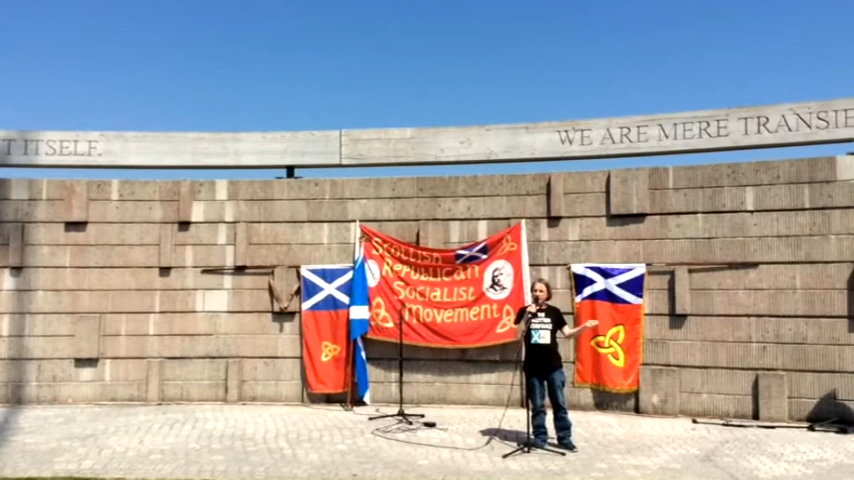 T ITSELF.
WE ARE MERE TRANSIE
SCOTTISH
REPUBLICAN
SOCIALIST
MOVEMENT